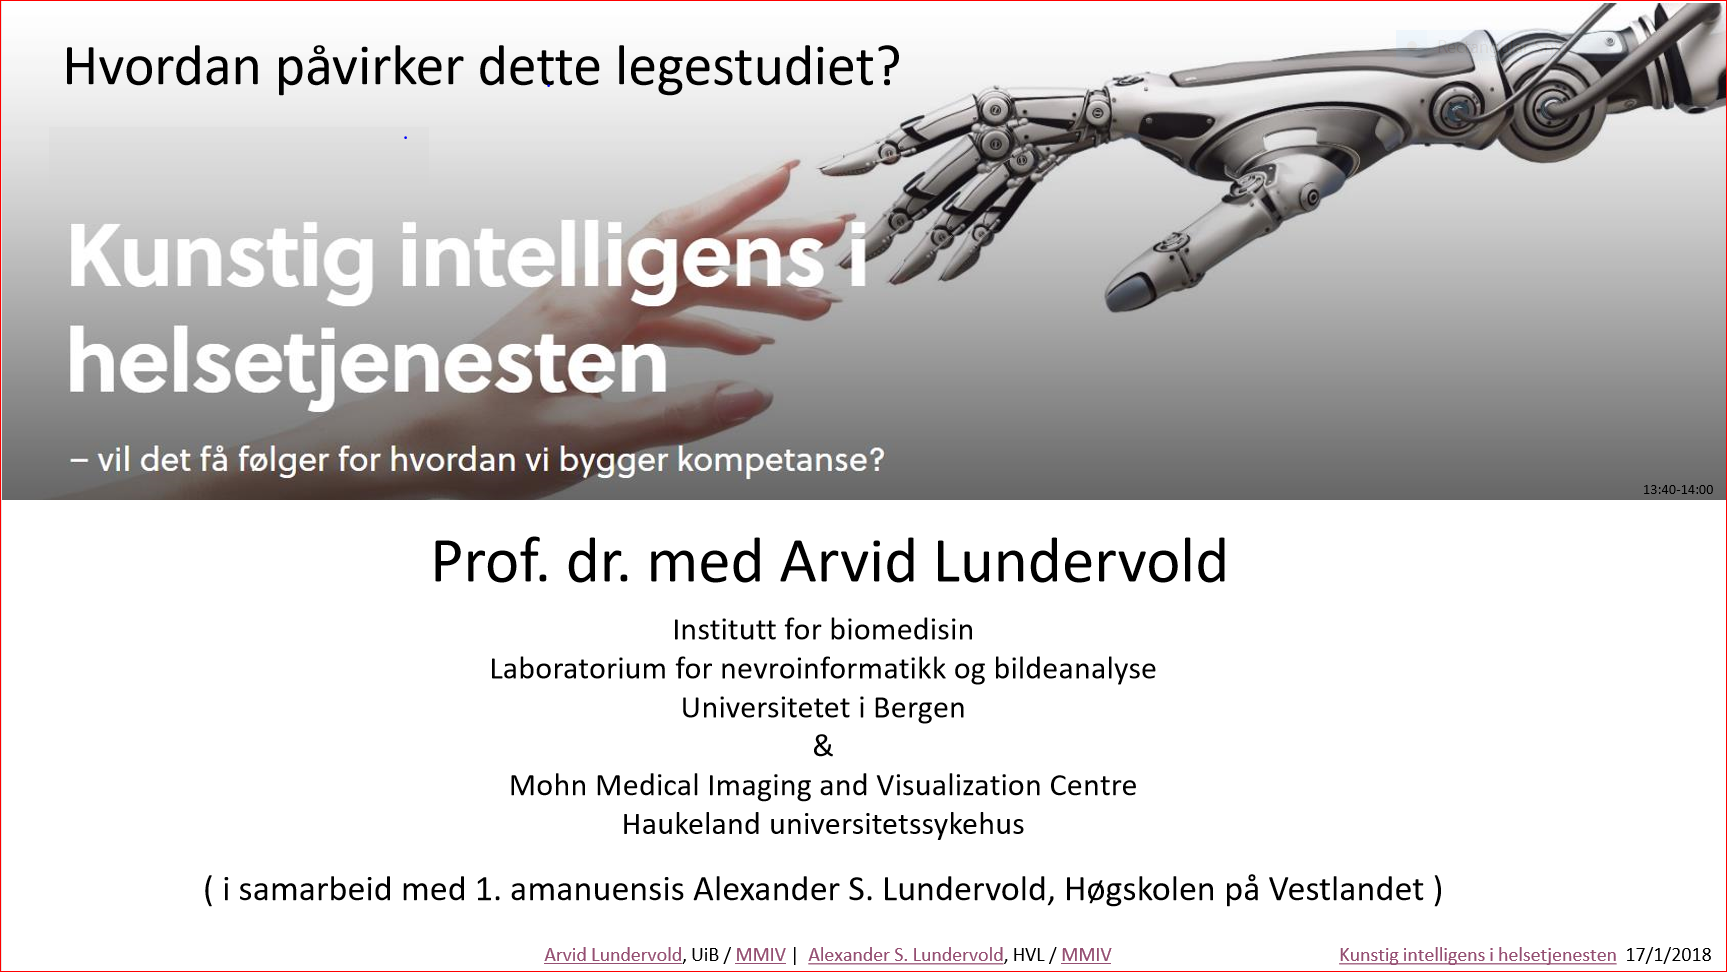 Hvordan påvirker dette legestudiet?
Kunstig intelligens i
helsetjenesten
– vil det få følger for hvordan vi bygger kompetanse?
13:40-14:00
Prof. dr. med Arvid Lundervold
Institutt for biomedisin
Laboratorium for nevroinformatikk og bildeanalyse
Universitetet i Bergen
&
Mohn Medical Imaging and Visualization Centre
Haukeland universitetssykehus
( i samarbeid med 1. amanuensis Alexander S. Lundervold, Høgskolen på Vestlandet )
Arvid Lundervold, UiB / MMIV | Alexander S. Lundervold, HVL / MMIV
Kunstig intelligens i helsetjenesten 17/1/2018